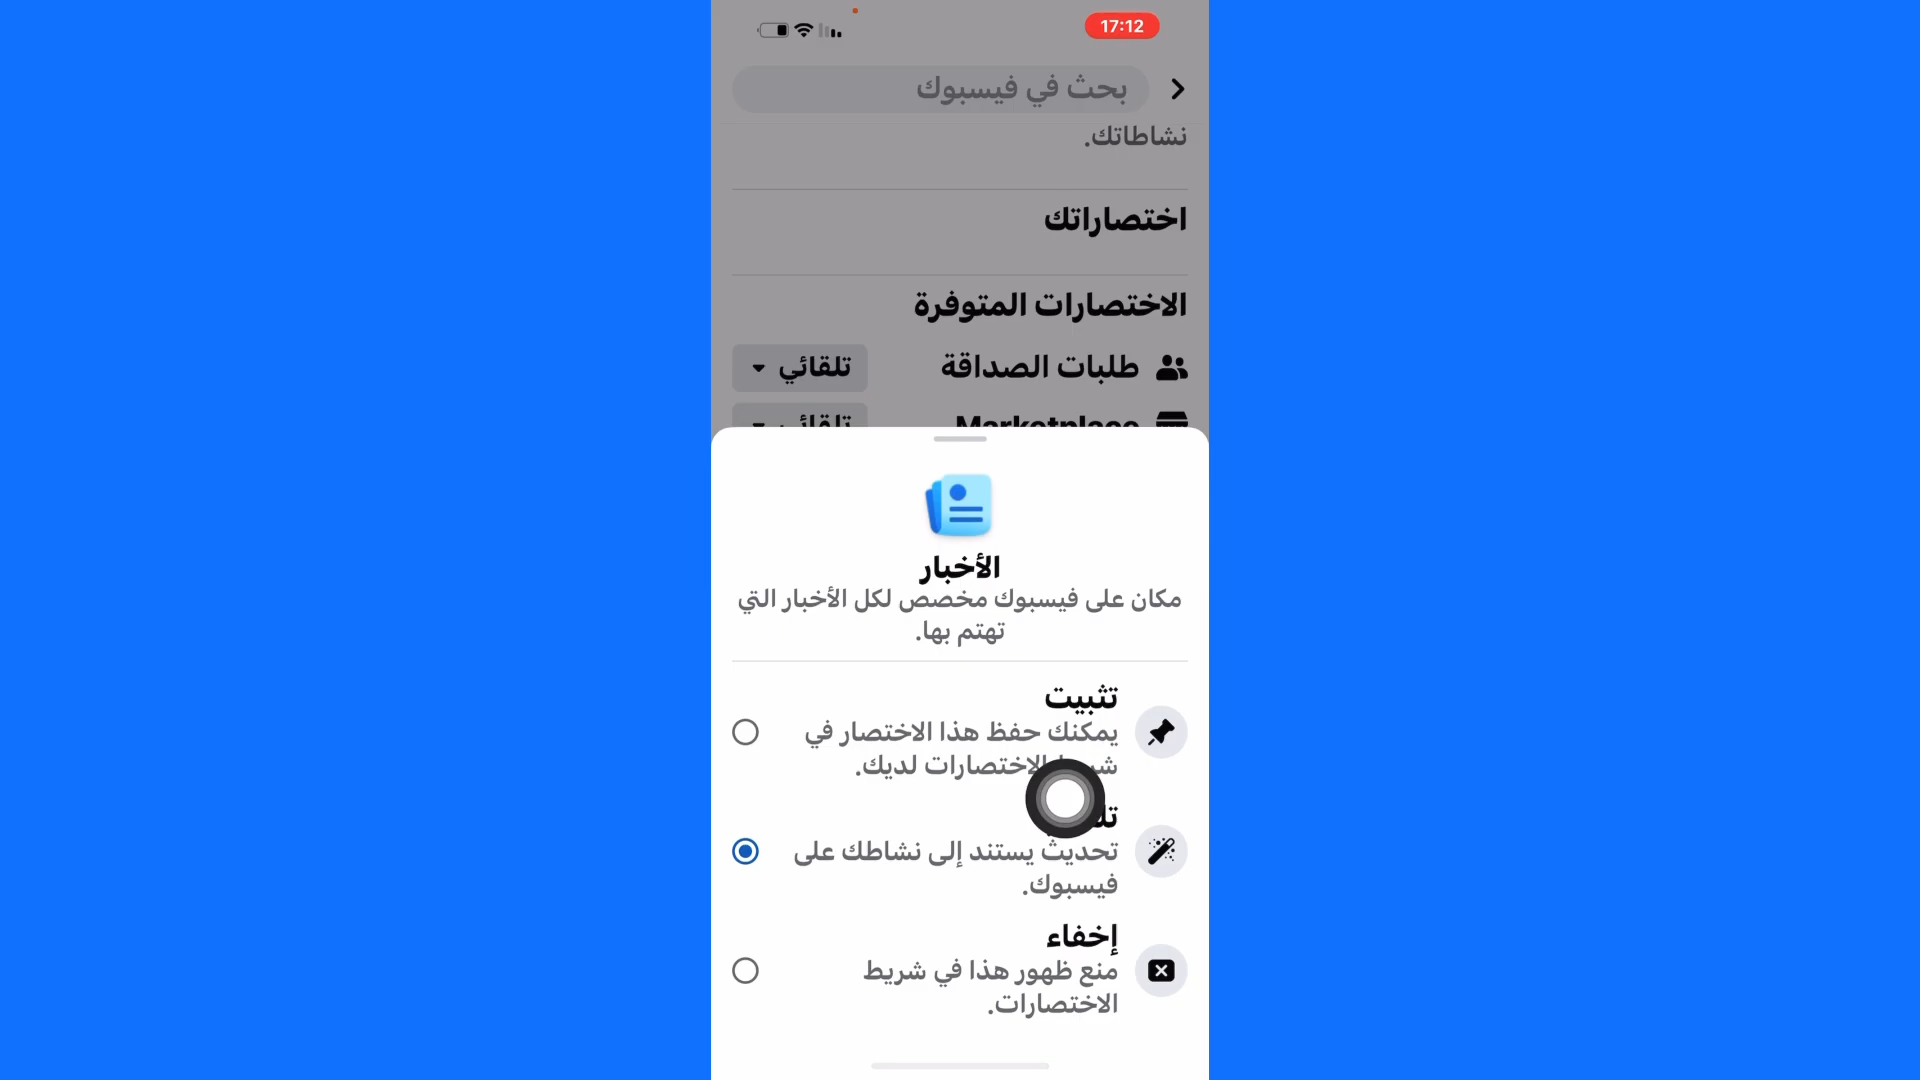 17:12
بحث في فيسبوك
نشاطاتك.
اختصاراتك
الاختصارات المتوفرة
طلبات الصداقة
تلقائي
Marketplace
تلقائي
الأخبار
مكان على فيسبوك مخصص لكل الأخبار التي
تهتم بها.
تثبيت
يمكنك حفظ هذا الاختصار في
الاختصارات لديك.
تحديث يستند إلى نشاطك على
فيسبوك.
إخفاء
منع ظهور هذا في شريط
الاختصارات.